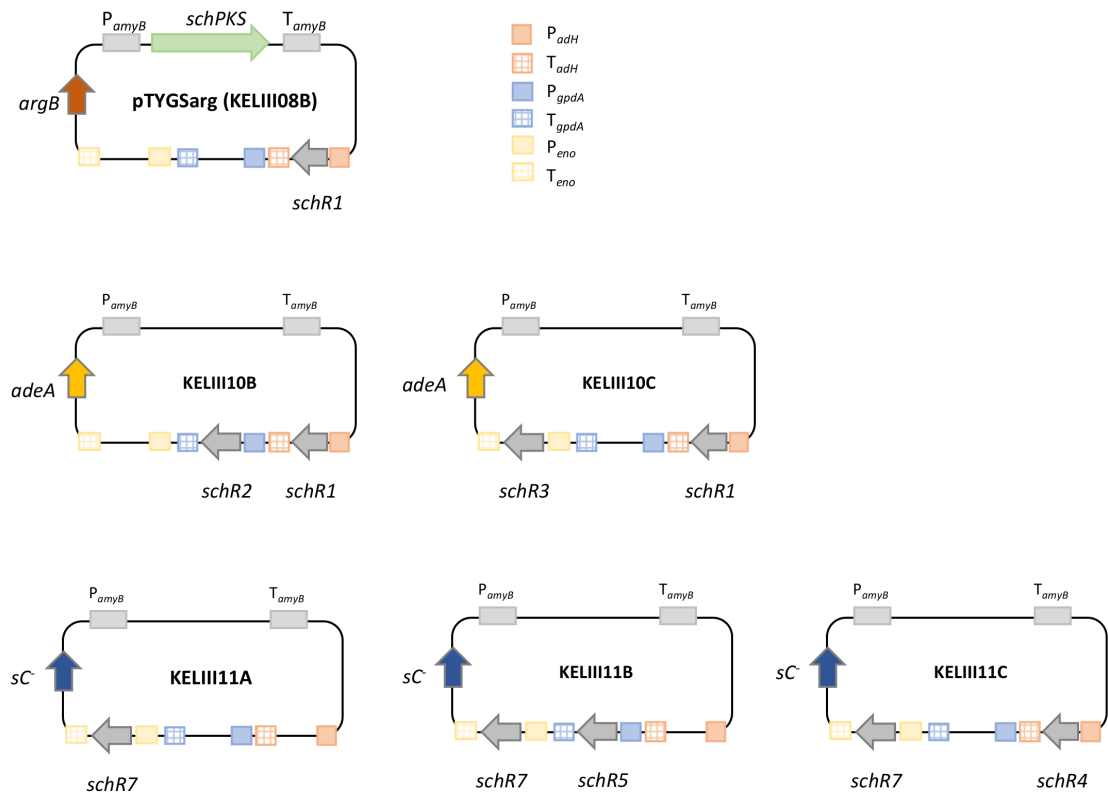 PamyB schPKS TamyB
argB
pTYGSarg (KELIII08B)
schR1
PadH
TadH
PgpdA
TgpdA
Peno
Teno
PamyB TamyB
adeA
KELIII10B
schR2 schR1
PamyB TamyB
adeA
KELIII10C
schR3 schR1
PamyB TamyB
sC-
KELIII11A
schR7
PamyB TamyB
sC-
KELIII11B
schR7 schR5
PamyB TamyB
sC-
KELIII11C
schR7 schR4